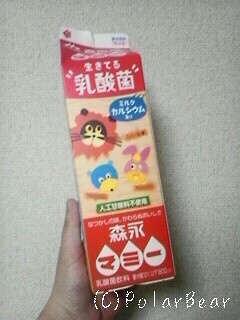 生きてる
乳酸菌
ミルク
カルシウム
入り
人工甘味料不使用
なつかしの味、かわらぬおいしさ
森永
マミー
乳酸菌飲料
(C)PolarBear